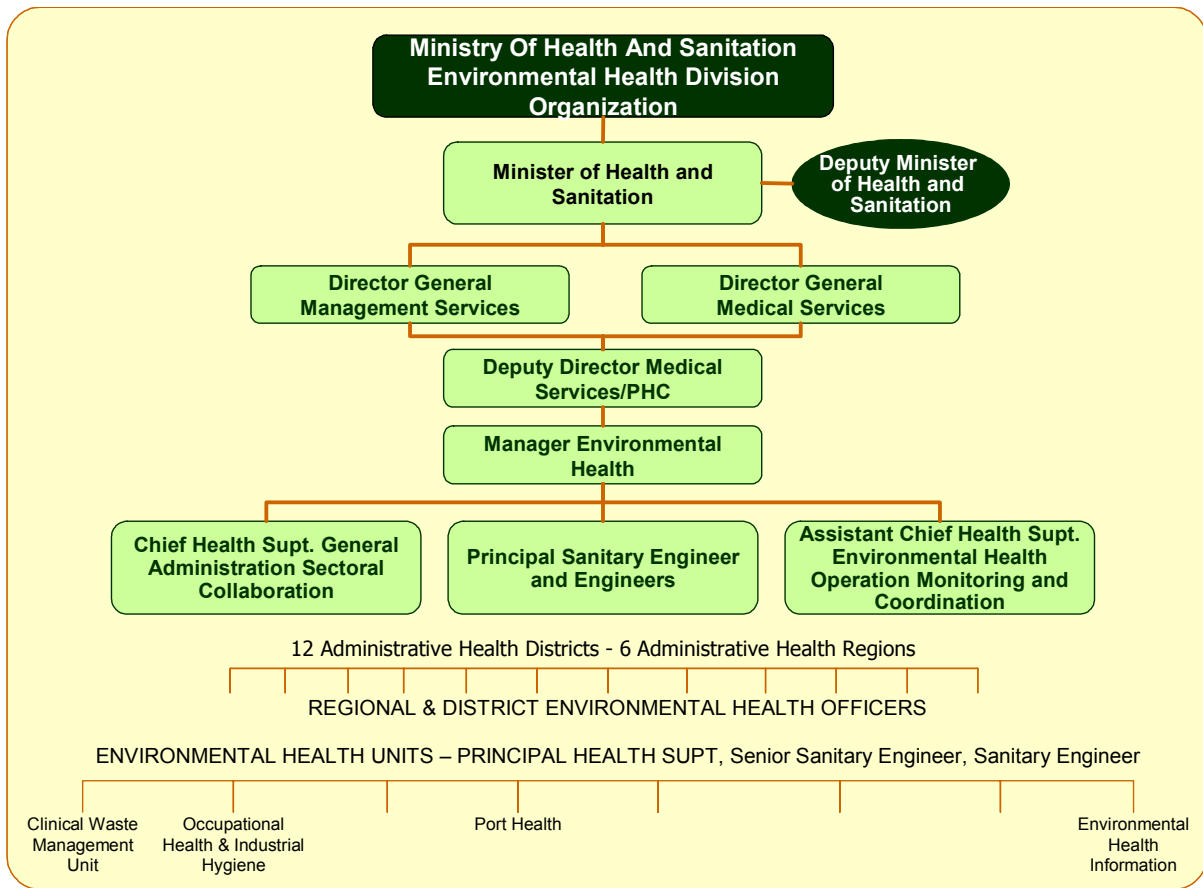 Ministry Of Health And Sanitation
Environmental Health Division
Organization
Minister of Health and
Sanitation
Deputy Minister
of Health and
Sanitation
Director General
Management Services
Director General
Medical Services
Deputy Director Medical
Services/PHC
Manager Environmental
Health
Chief Health Supt. General
Administration Sectoral
Collaboration
Principal Sanitary Engineer
and Engineers
Assistant Chief Health Supt.
Environmental Health
Operation Monitoring and
Coordination
12 Administrative Health Districts - 6 Administrative Health Regions
REGIONAL & DISTRICT ENVIRONMENTAL HEALTH OFFICERS
ENVIRONMENTAL HEALTH UNITS – PRINCIPAL HEALTH SUPT, Senior Sanitary Engineer, Sanitary Engineer
Clinical Waste
Management
Unit
Occupational
Health & Industrial
Hygiene
Port Health
Environmental
Health
Information